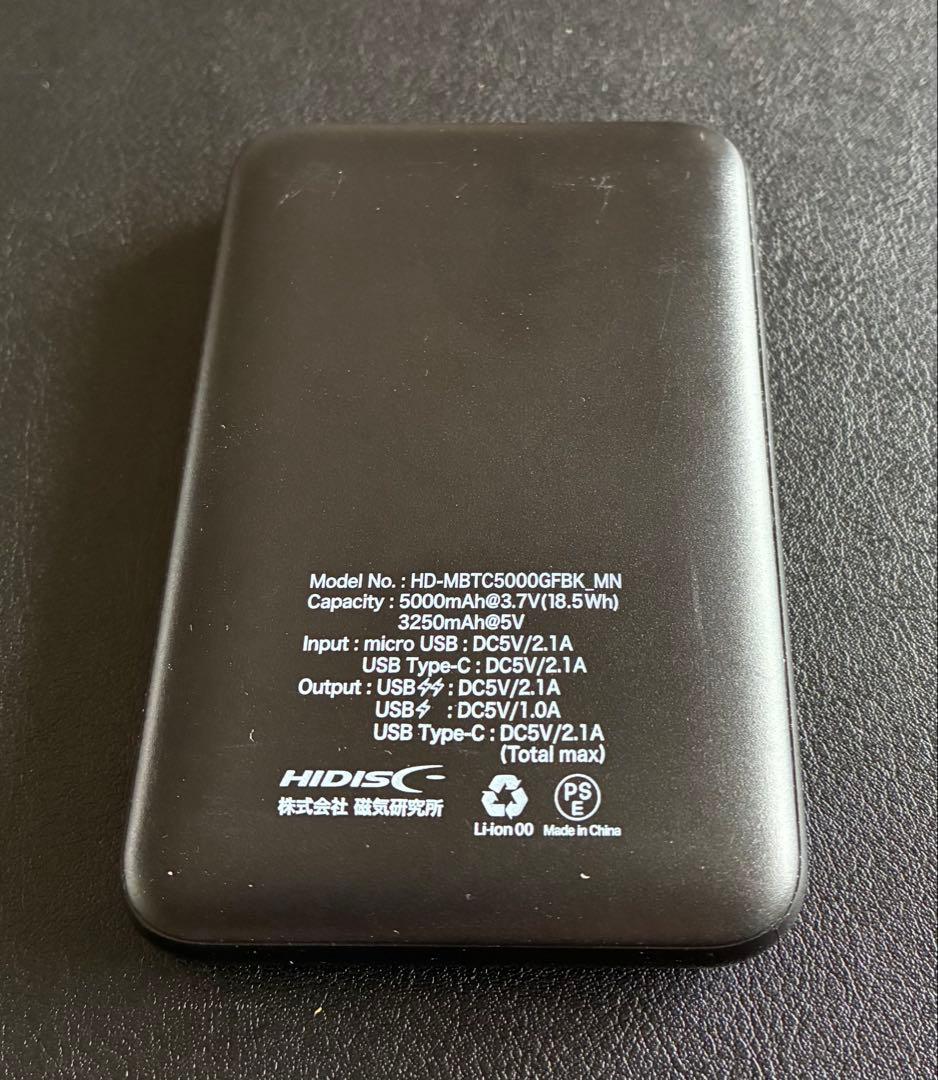 Model No. : HD-MBTC5000GFBK_MN
Capacity : 5000mAh@3.7V(18.5Wh)
3250mAh@5V
Input : micro USB : DC5V/2.1A
USB Type-C : DC5V/2.1A
Output : USB⚡⚡ : DC5V/2.1A
USB⚡ : DC5V/1.0A
USB Type-C : DC5V/2.1A
(Total max)
HIDISC
株式会社 磁気研究所
PS
E
Li-ion 00 Made in China